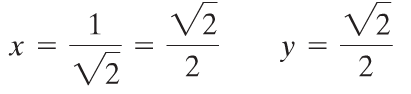 x = 1/√2 = √2/2    y = √2/2